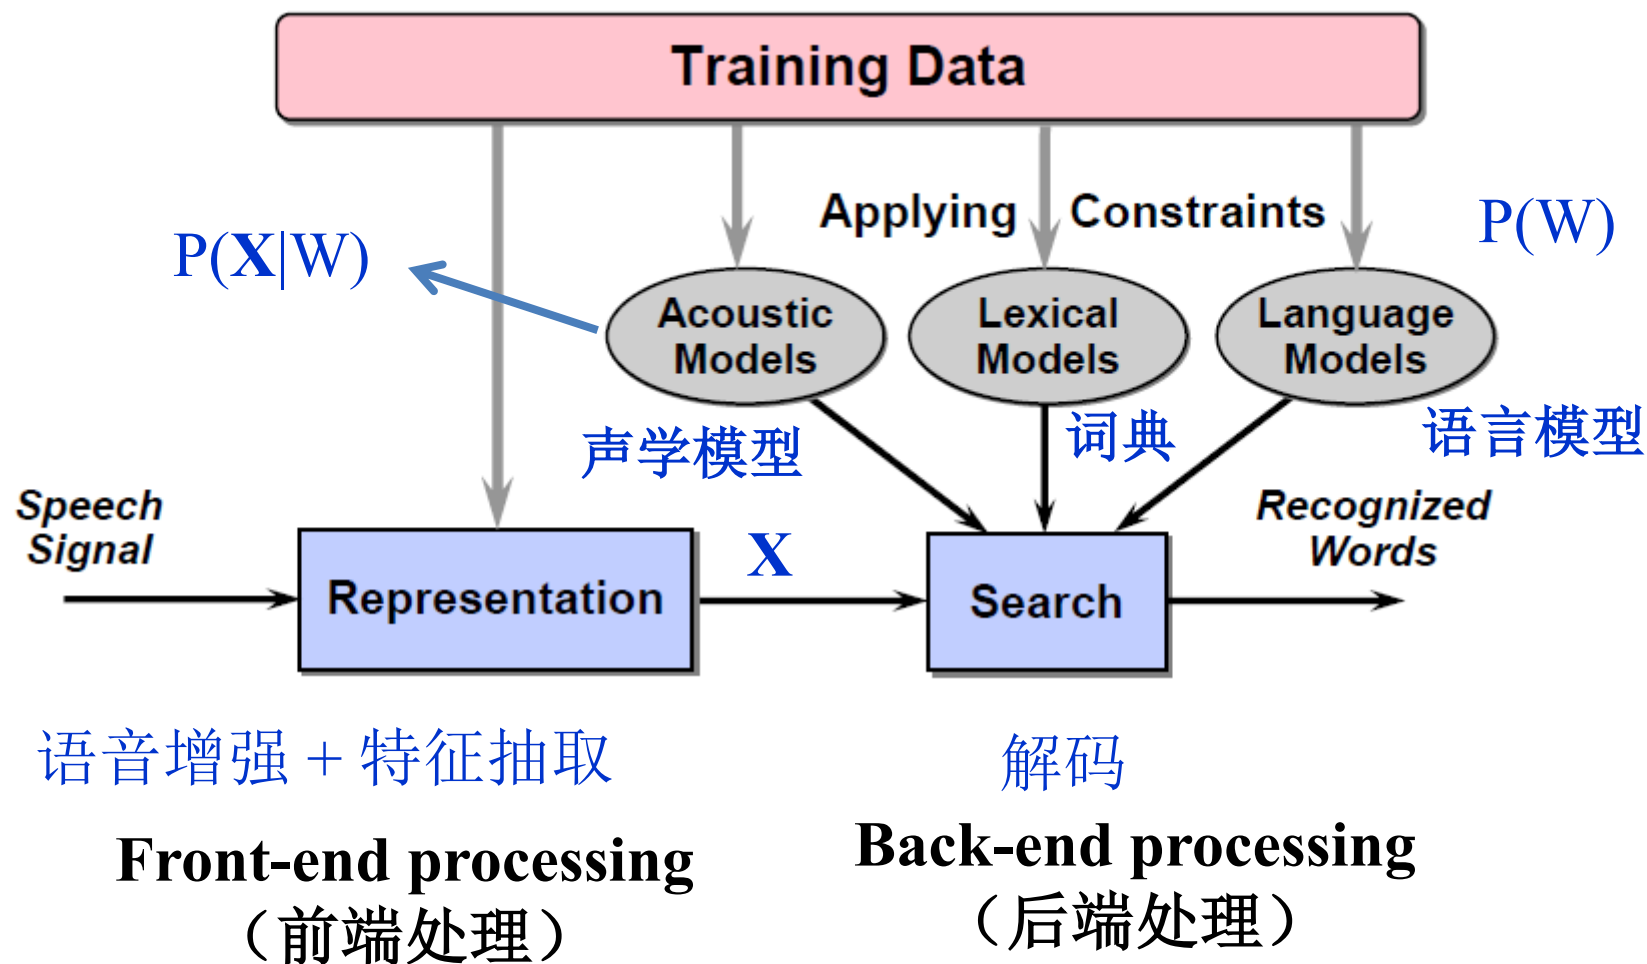 Training Data
Applying Constraints
P(W)
P(X|W)
Acoustic
Models
Lexical
Models
Language
Models
声学模型
词典
语言模型
Speech
Signal
Recognized
Words
X
Representation
Search
语音增强 + 特征抽取
解码
Front-end processing
（前端处理）
Back-end processing
（后端处理）